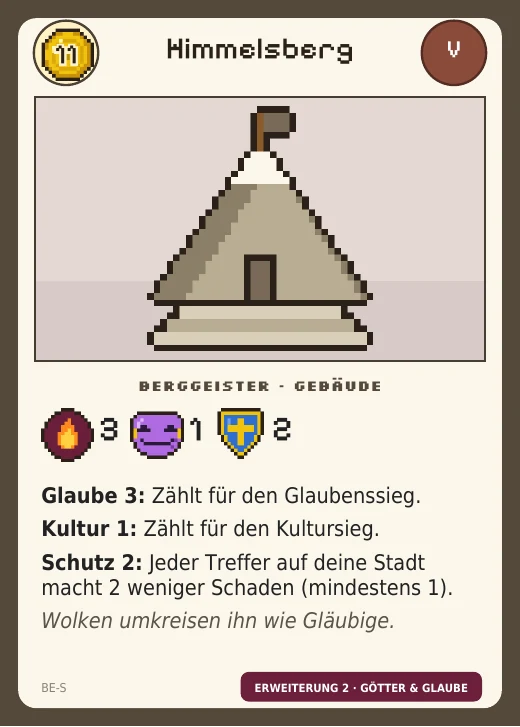 11
Himmelsberg
V
BERGGEISTER - GEBÄUDE
3
1
2
Glaube 3: Zählt für den Glaubenssieg.
Kultur 1: Zählt für den Kultursieg.
Schutz 2: Jeder Treffer auf deine Stadt
macht 2 weniger Schaden (mindestens 1).
Wolken umkreisen ihn wie Gläubige.
BE-S
ERWEITERUNG 2 · GÖTTER & GLAUBE